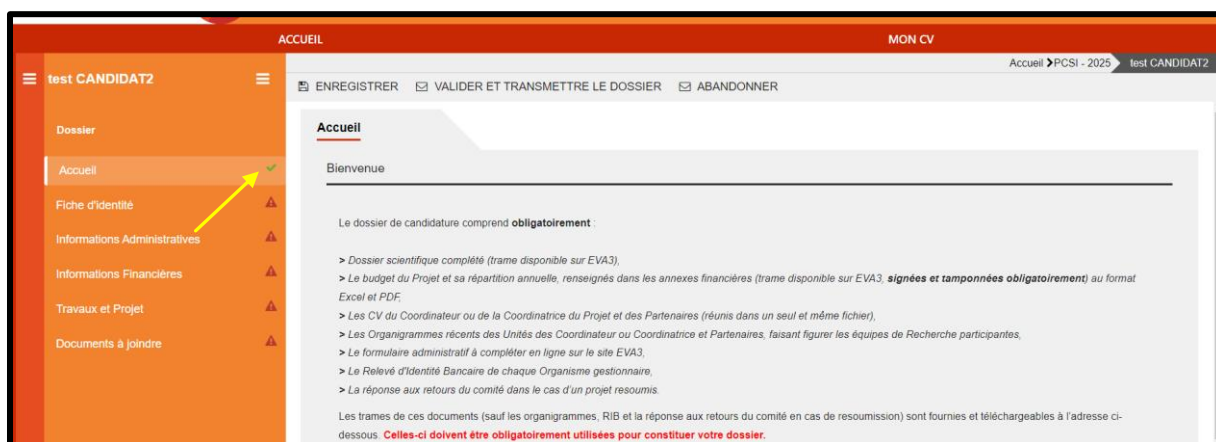 ACCUEIL
MON CV
Accueil > PCSI - 2025
test CANDIDAT2
test CANDIDAT2
ENREGISTRER
VALIDER ET TRANSMETTRE LE DOSSIER
ABANDONNER
Dossier
Accueil
Fiche d'identité
Informations Administratives
Informations Financières
Travaux et Projet
Documents à joindre
Accueil
Bienvenue
Le dossier de candidature comprend obligatoirement :
> Dossier scientifique complété (trame disponible sur EVA3),
> Le budget du Projet et sa répartition annuelle, renseignés dans les annexes financières (trame disponible sur EVA3, signées et tamponnées obligatoirement) au format
Excel et PDF,
> Les CV du Coordinateur ou de la Coordinatrice du Projet et des Partenaires (réunis dans un seul et même fichier),
> Les Organigrammes récents des Unités des Coordinateur ou Coordinatrice et Partenaires, faisant figurer les équipes de Recherche participantes,
> Le formulaire administratif à compléter en ligne sur le site EVA3,
> Le Relevé d'Identité Bancaire de chaque Organisme gestionnaire,
> La réponse aux retours du comité dans le cas d'un projet resoumis.
Les trames de ces documents (sauf les organigrammes, RIB et la réponse aux retours du comité en cas de resoumission) sont fournies et téléchargeables à l'adresse ci-
dessous. Celles-ci doivent être obligatoirement utilisées pour constituer votre dossier.